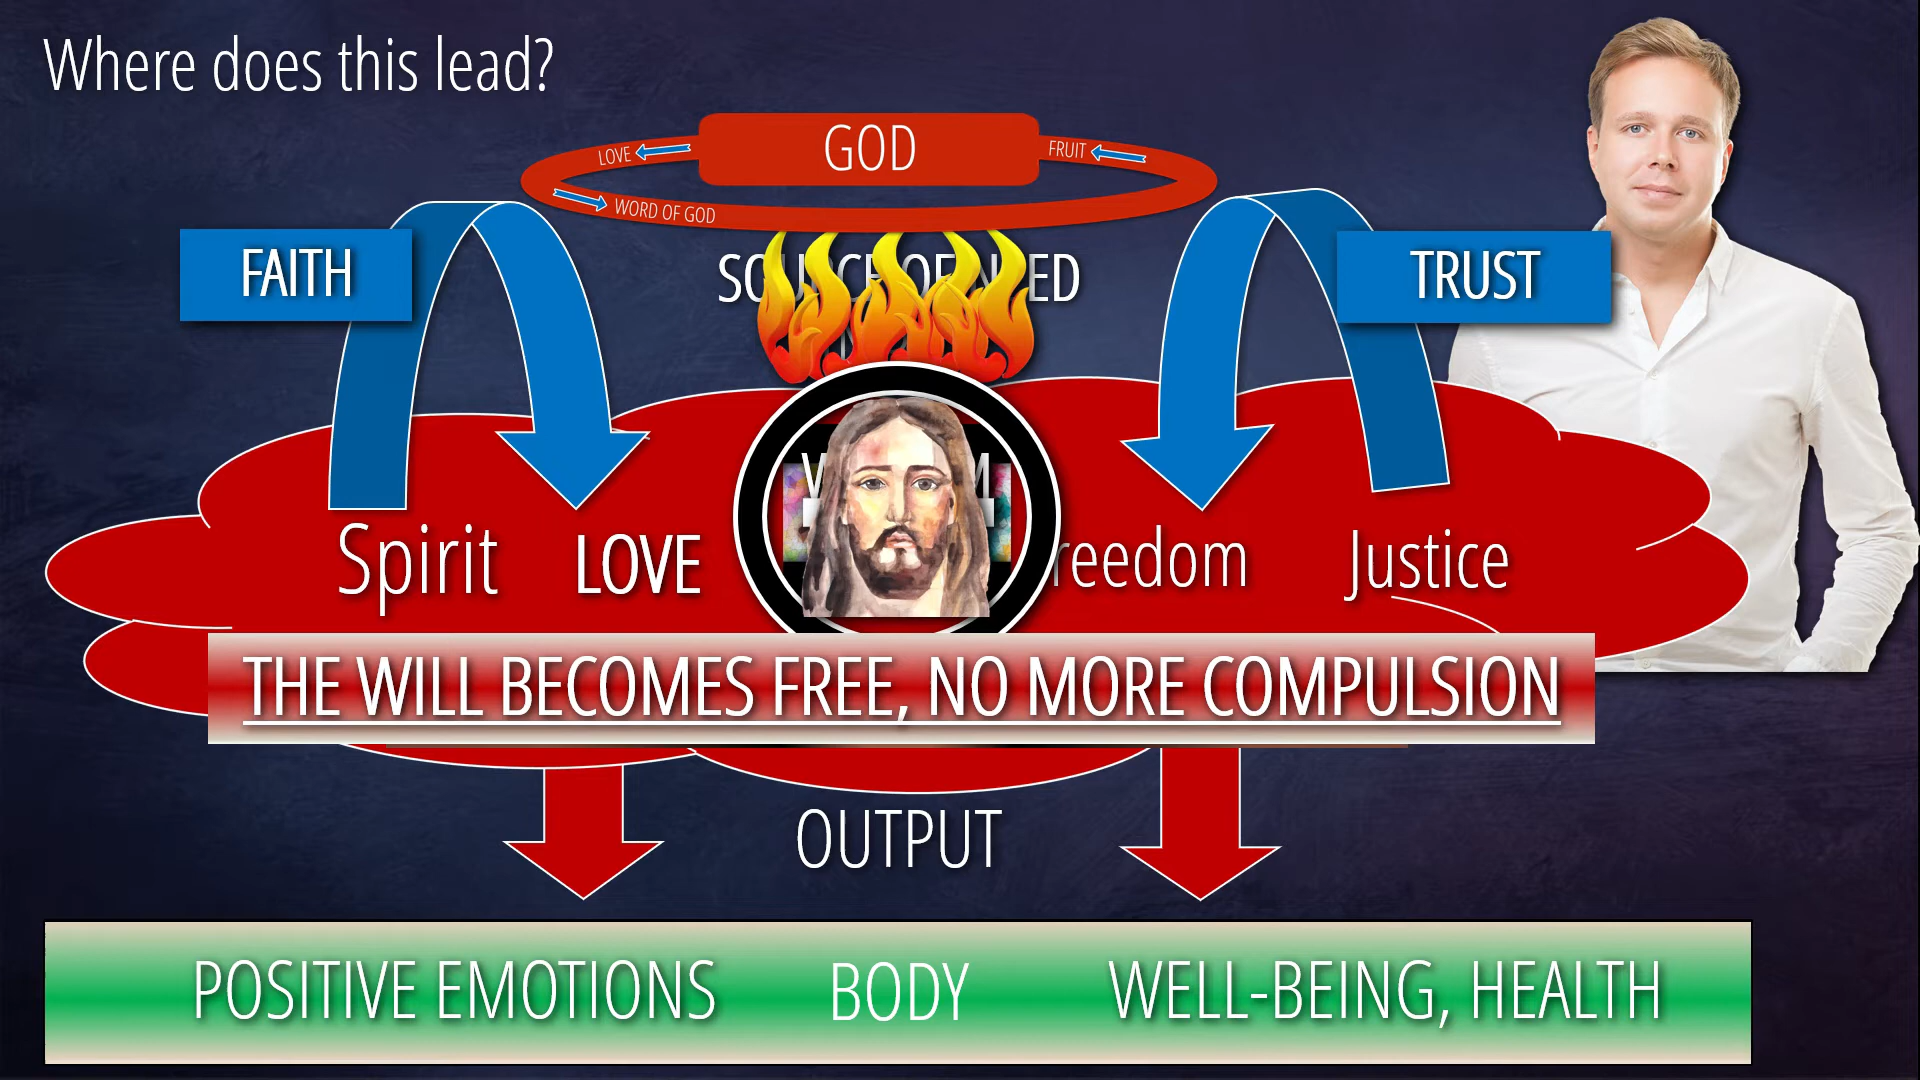 Where does this lead?
GOD
LOVE
FRUIT
WORD OF GOD
FAITH
TRUST
Spirit
LOVE
reedom
Justice
THE WILL BECOMES FREE, NO MORE COMPULSION
OUTPUT
POSITIVE EMOTIONS
BODY
WELL-BEING, HEALTH